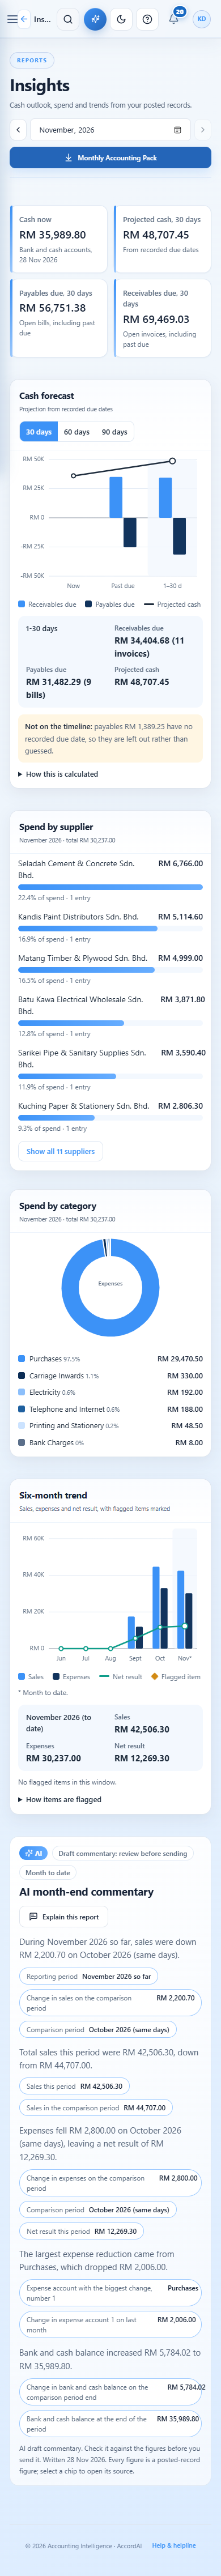 Ins...
20
KD
REPORTS
Insights
Cash outlook, spend and trends from your posted records.
November, 2026
Monthly Accounting Pack
Cash now
RM 35,989.80
Bank and cash accounts,
28 Nov 2026
Projected cash, 30 days
RM 48,707.45
From recorded due dates
Payables due, 30 days
RM 56,751.38
Open bills, including past
due
Receivables due, 30
days
RM 69,469.03
Open invoices, including
past due
Cash forecast
Projection from recorded due dates
30 days
60 days
90 days
RM 50K
RM 25K
RM 0
-RM 25K
-RM 50K
Now
Past due
1–30 d
Receivables due
Payables due
Projected cash
1-30 days
Receivables due
RM 34,404.68 (11
invoices)
Payables due
RM 31,482.29 (9
bills)
Projected cash
RM 48,707.45
Not on the timeline: payables RM 1,389.25 have no
recorded due date, so they are left out rather than
guessed.
How this is calculated
Spend by supplier
November 2026 · total RM 30,237.00
Seladah Cement & Concrete Sdn.
Bhd.
RM 6,766.00
22.4% of spend · 1 entry
Kandis Paint Distributors Sdn. Bhd.
RM 5,114.60
16.9% of spend · 1 entry
Matang Timber & Plywood Sdn. Bhd.
RM 4,999.00
16.5% of spend · 1 entry
Batu Kawa Electrical Wholesale Sdn.
Bhd.
RM 3,871.80
12.8% of spend · 1 entry
Sarikei Pipe & Sanitary Supplies Sdn.
Bhd.
RM 3,590.40
11.9% of spend · 1 entry
Kuching Paper & Stationery Sdn. Bhd.
RM 2,806.30
9.3% of spend · 1 entry
Show all 11 suppliers
Spend by category
November 2026 · total RM 30,237.00
Expenses
Purchases 97.5%
RM 29,470.50
Carriage Inwards 1.1%
RM 330.00
Electricity 0.6%
RM 192.00
Telephone and Internet 0.6%
RM 188.00
Printing and Stationery 0.2%
RM 48.50
Bank Charges 0%
RM 8.00
Six-month trend
Sales, expenses and net result, with flagged items marked
RM 60K
RM 40K
RM 20K
RM 0
Jun
Jul
Aug
Sept
Oct
Nov*
Sales
Expenses
Net result
Flagged item
* Month to date.
November 2026 (to
date)
Sales
RM 42,506.30
Expenses
RM 30,237.00
Net result
RM 12,269.30
No flagged items in this window.
How items are flagged
AI
Draft commentary: review before sending
Month to date
AI month-end commentary
Explain this report
During November 2026 so far, sales were down
RM 2,200.70 on October 2026 (same days).
Reporting period November 2026 so far
Change in sales on the comparison
period
RM 2,200.70
Comparison period October 2026 (same days)
Total sales this period were RM 42,506.30, down
from RM 44,707.00.
Sales this period RM 42,506.30
Sales in the comparison period RM 44,707.00
Expenses fell RM 2,800.00 on October 2026
(same days), leaving a net result of RM
12,269.30.
Change in expenses on the comparison
period
RM 2,800.00
Comparison period October 2026 (same days)
Net result this period RM 12,269.30
The largest expense reduction came from
Purchases, which dropped RM 2,006.00.
Expense account with the biggest change,
number 1
Purchases
Change in expense account 1 on last
month
RM 2,006.00
Bank and cash balance increased RM 5,784.02 to
RM 35,989.80.
Change in bank and cash balance on the
comparison period end
RM 5,784.02
Bank and cash balance at the end of the
period
RM 35,989.80
AI draft commentary. Check it against the figures before you
send it. Written 28 Nov 2026. Every figure is a posted-record
figure; select a chip to open its source.
© 2026 Accounting Intelligence · AccordAI
Help & helpline